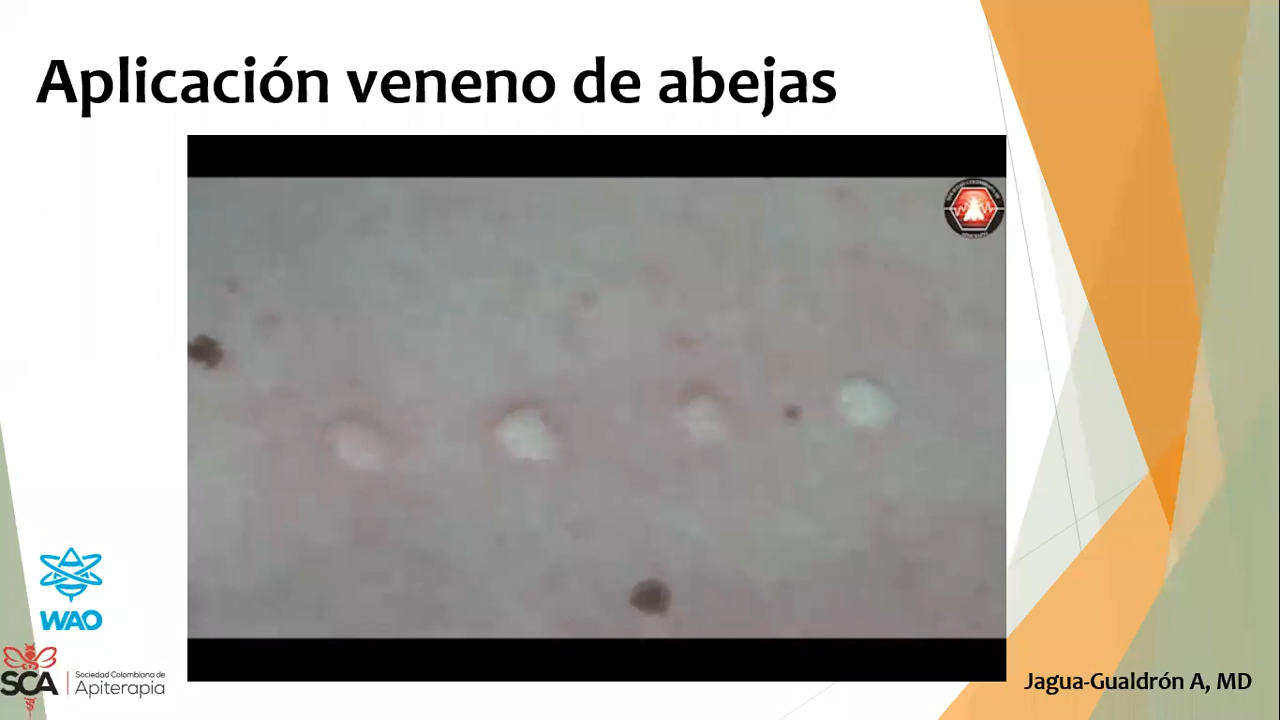 Aplicación veneno de abejas
WAO
SCA
Sociedad Colombiana de
Apiterapia
Jagua-Gualdrón A, MD